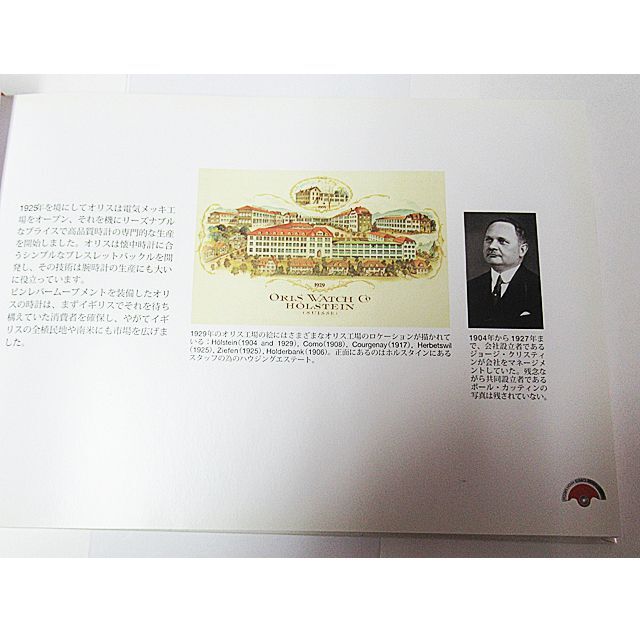 1925年を境にしてオリスは電気メッキ工
場をオープン、それを機にリーズナブル
なプライスで高品質時計の専門的な生産
を開始しました。オリスは懐中時計に合
うシンプルなブレスレットバックルを開
発し、その技術は腕時計の生産にも大い
に役立っています。
ピンレバームーブメントを装備したオリ
スの時計は、まずイギリスでそれを待ち
構えていた消費者を確保し、やがてイギ
リスの全植民地や南米にも市場を広げま
した。
1929
ORIS WATCH Co
HÖLSTEIN
(SUISSE)
1929年のオリス工場の絵にはさまざまなオリス工場のロケーションが描かれて
いる：Hölstein(1904 and 1929), Como(1908), Courgenay(1917), Herbetswil
(1925), Ziefen(1925), Holderbank(1906)。正面にあるのはホルスタインにある
スタッフの為のハウジングエステート。
1904年から1927年ま
で、会社設立者である
ジョージ・クリスティ
ンが会社をマネージメ
ントしていた。残念な
がら共同設立者である
ポール・カッティンの
写真は残されていない。